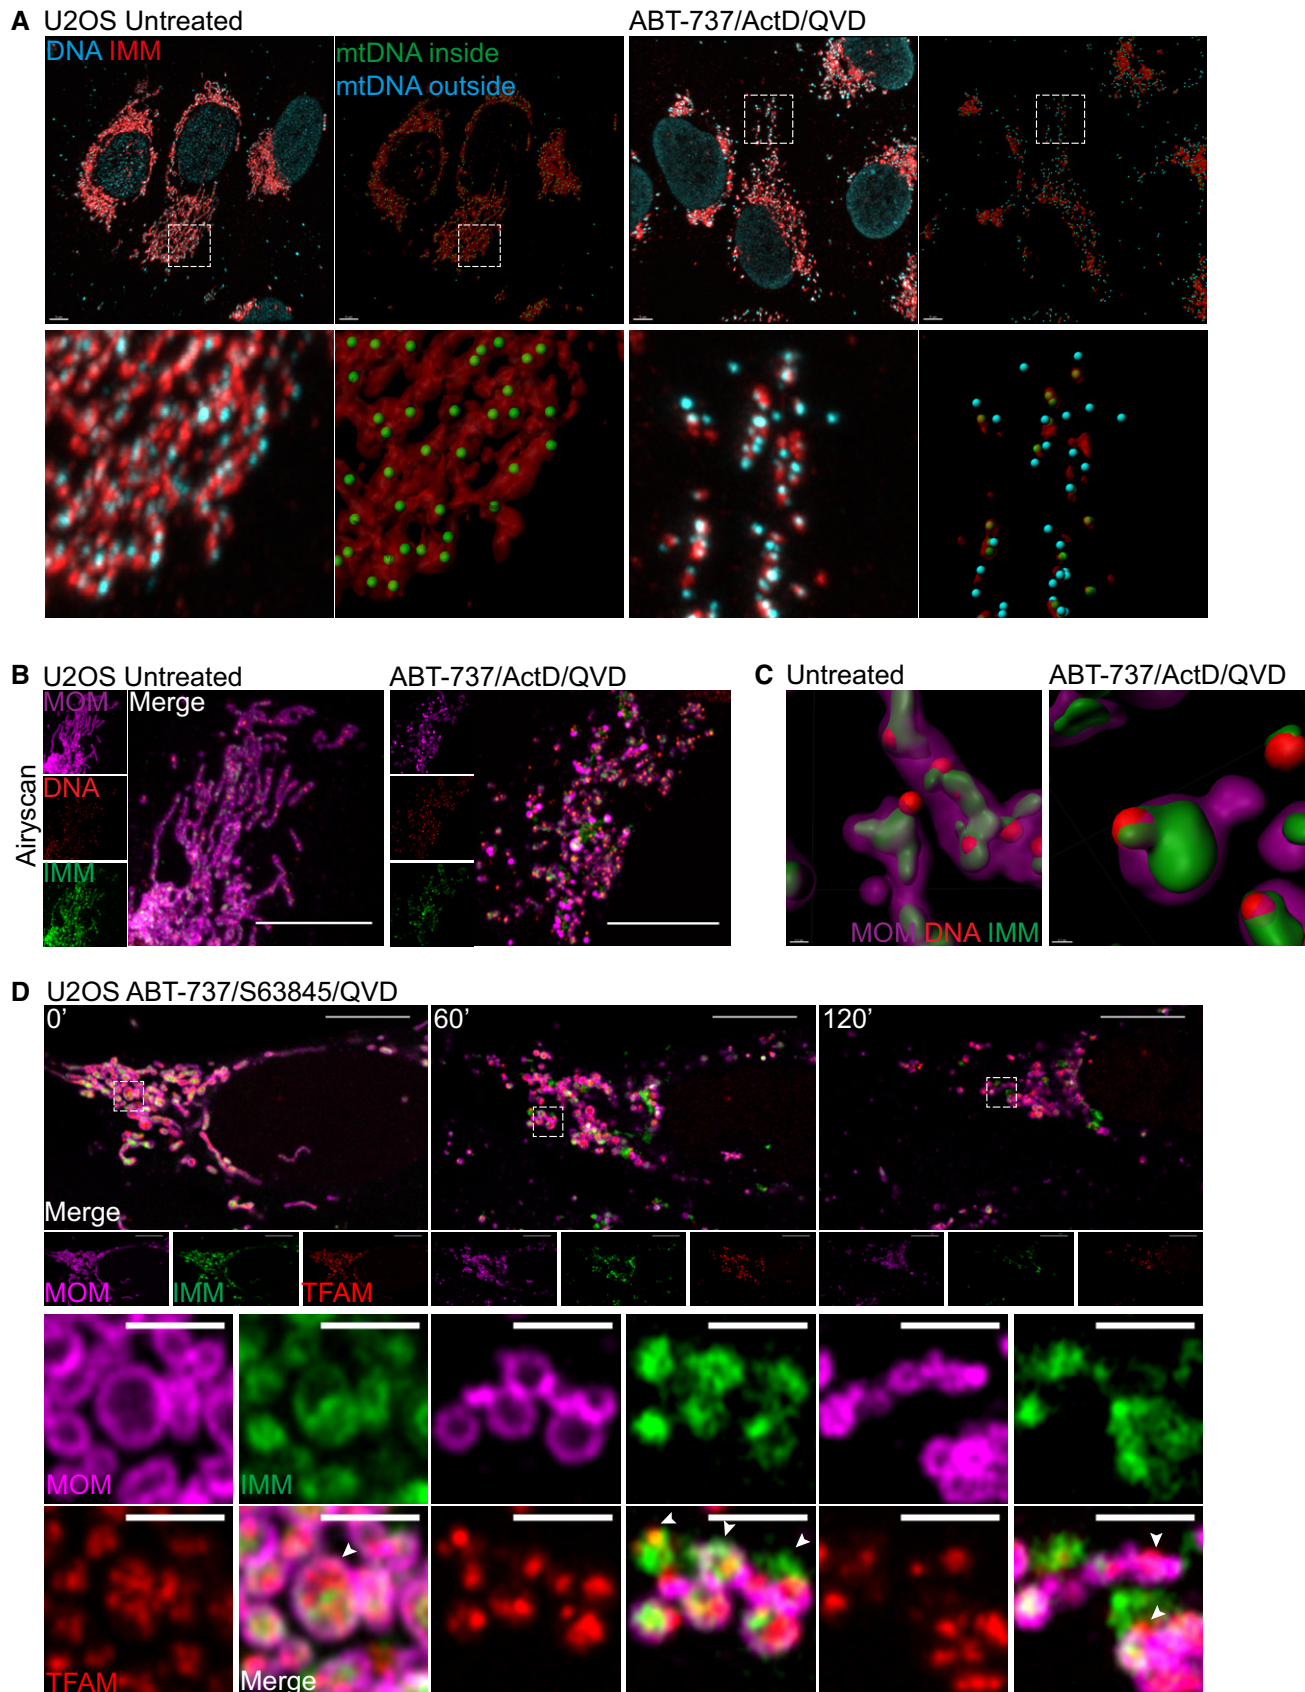 A U2OS Untreated
ABT-737/ActD/QVD
DNA IMM
mtDNA inside
mtDNA outside
B U2OS Untreated
ABT-737/ActD/QVD
Airyscan
MOM
Merge
DNA
IMM
C Untreated
ABT-737/ActD/QVD
MOM DNA IMM
D U2OS ABT-737/S63845/QVD
0’
60’
120’
Merge
MOM
IMM
TFAM
MOM
IMM
TFAM
Merge